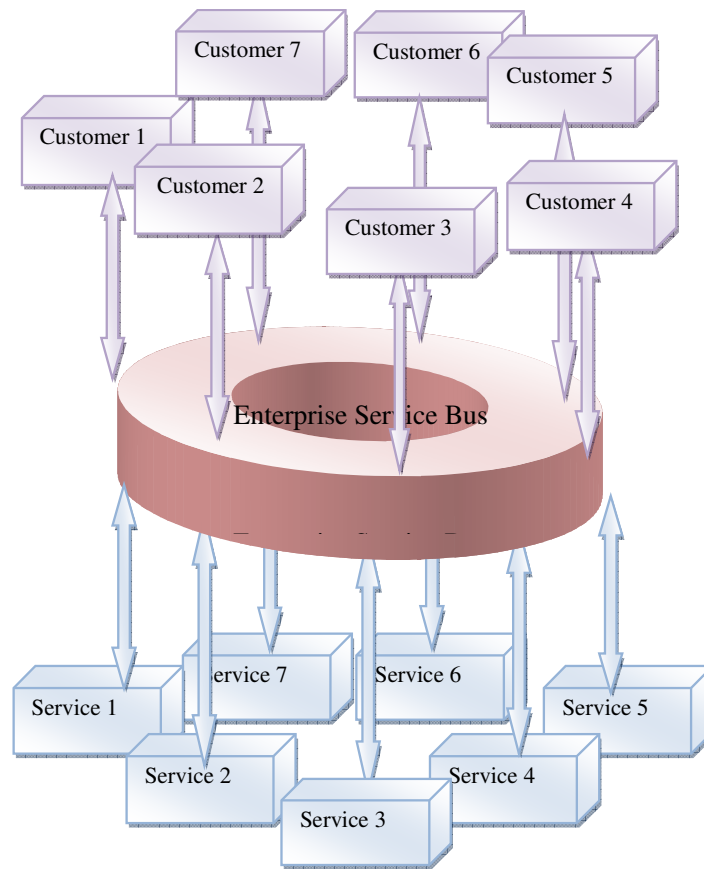 Customer 7
Customer 6
Customer 5
Customer 1
Customer 2
Customer 4
Customer 3
Enterprise Service Bus
Service 7
Service 6
Service 1
Service 5
Service 2
Service 4
Service 3